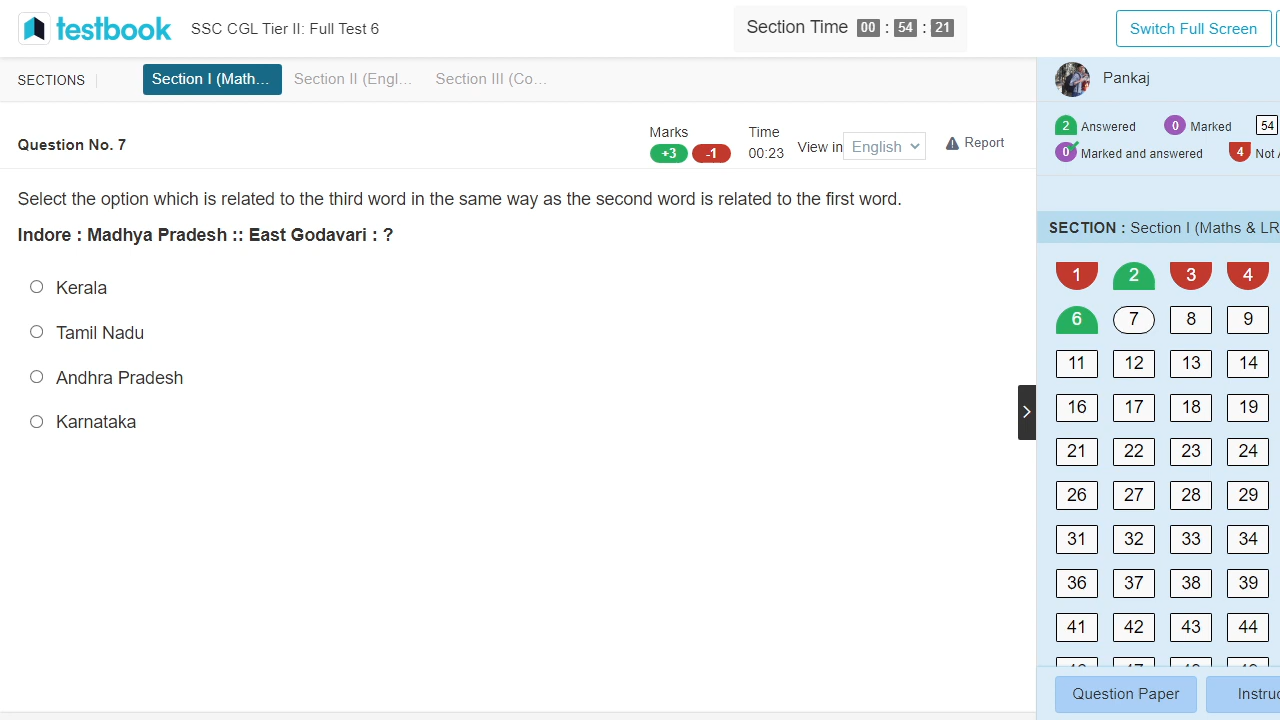 testbook
SSC CGL Tier II: Full Test 6
Section Time 00 : 54 : 21
Switch Full Screen
SECTIONS
Section I (Math...
Section II (Engl...
Section III (Co...
Pankaj
2 Answered
0 Marked
54
0 Marked and answered
4 Not
Question No. 7
Marks
+3 -1
Time
00:23
View in English
Report
Select the option which is related to the third word in the same way as the second word is related to the first word.
Indore : Madhya Pradesh :: East Godavari : ?
Kerala
Tamil Nadu
Andhra Pradesh
Karnataka
SECTION : Section I (Maths & LR
1 2 3 4
6 7 8 9
11 12 13 14
16 17 18 19
21 22 23 24
26 27 28 29
31 32 33 34
36 37 38 39
41 42 43 44
Question Paper